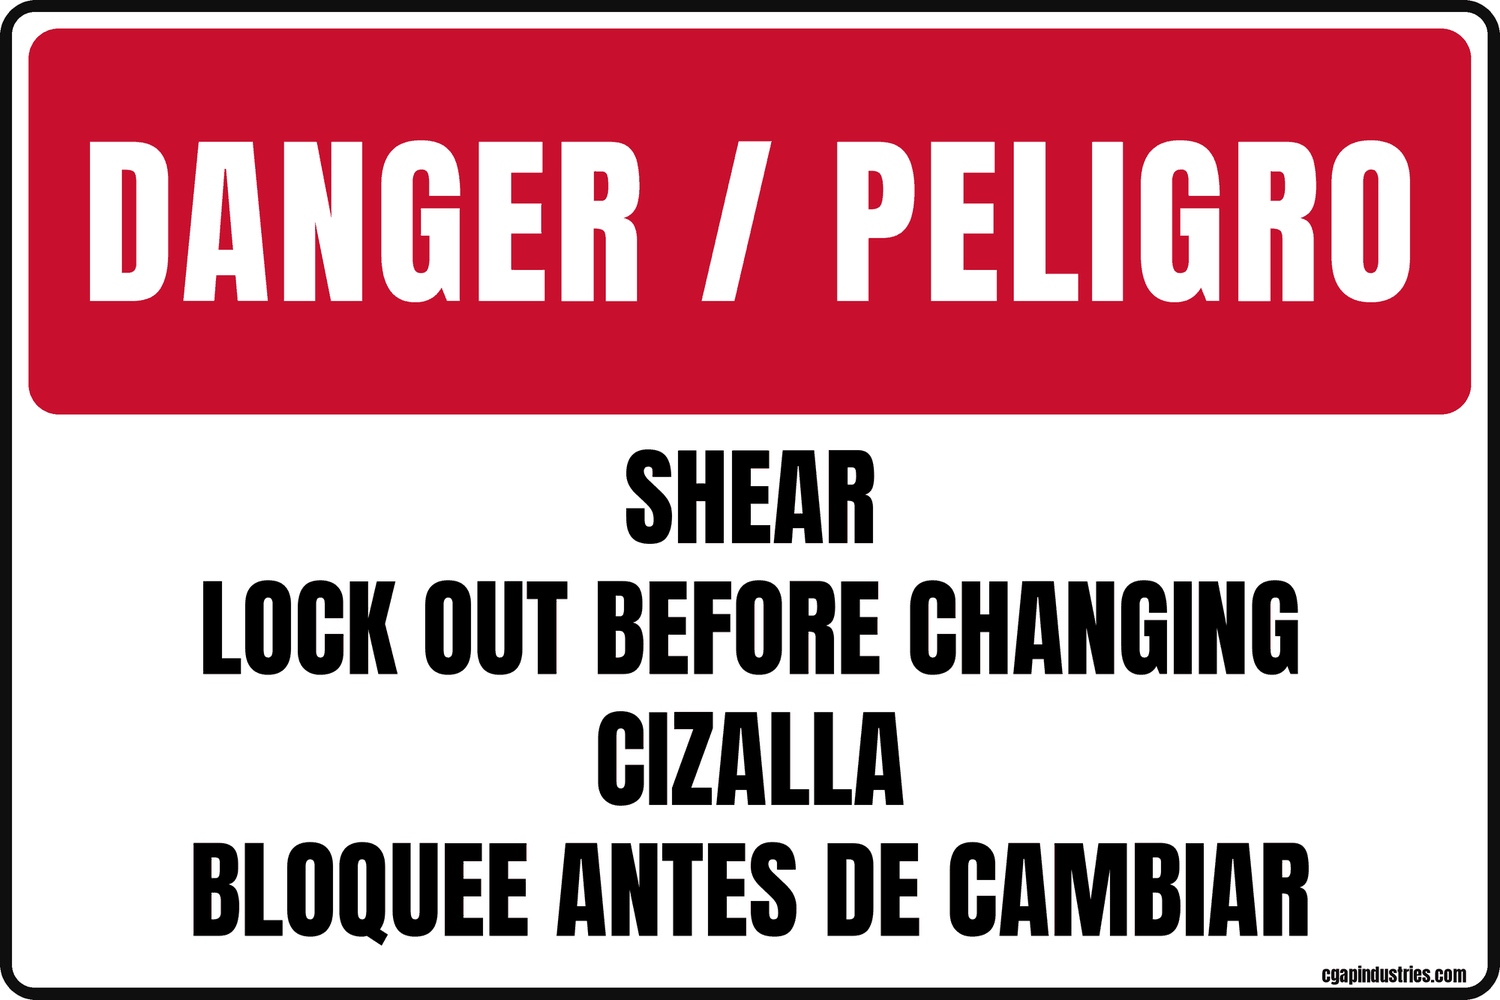 DANGER / PELIGRO
SHEAR
LOCK OUT BEFORE CHANGING
CIZALLA
BLOQUEE ANTES DE CAMBIAR
cgapindustries.com